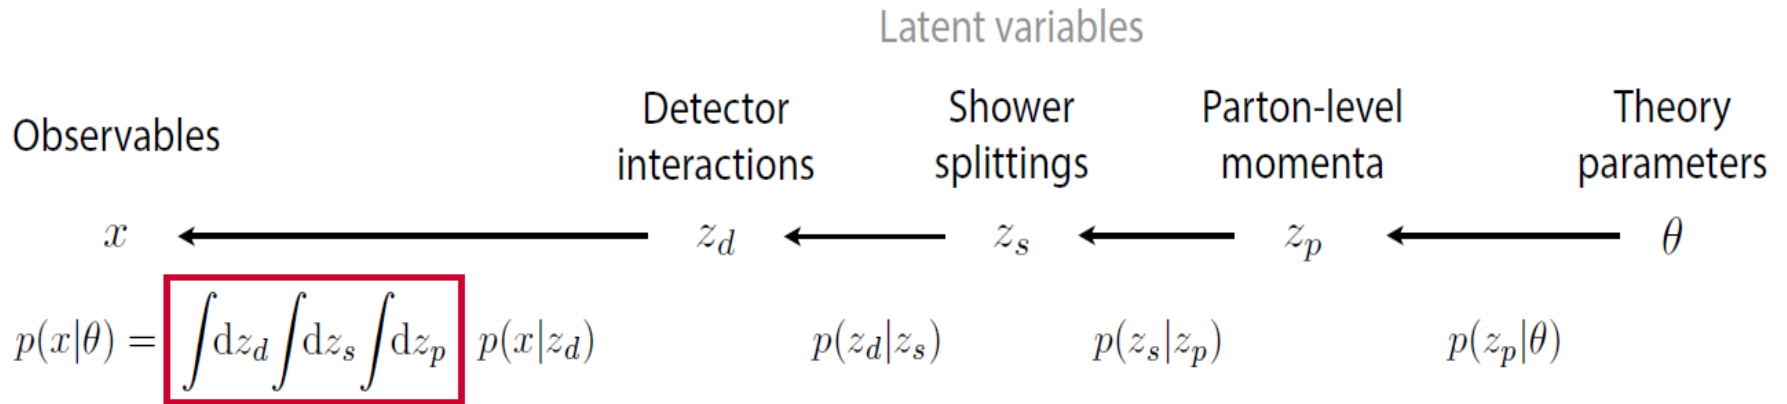 Latent variables
Observables
Detector interactions
Shower splittings
Parton-level momenta
Theory parameters
x ← z_d ← z_s ← z_p ← θ
p(x|θ) = ∫dz_d ∫dz_s ∫dz_p p(x|z_d) p(z_d|z_s) p(z_s|z_p) p(z_p|θ)